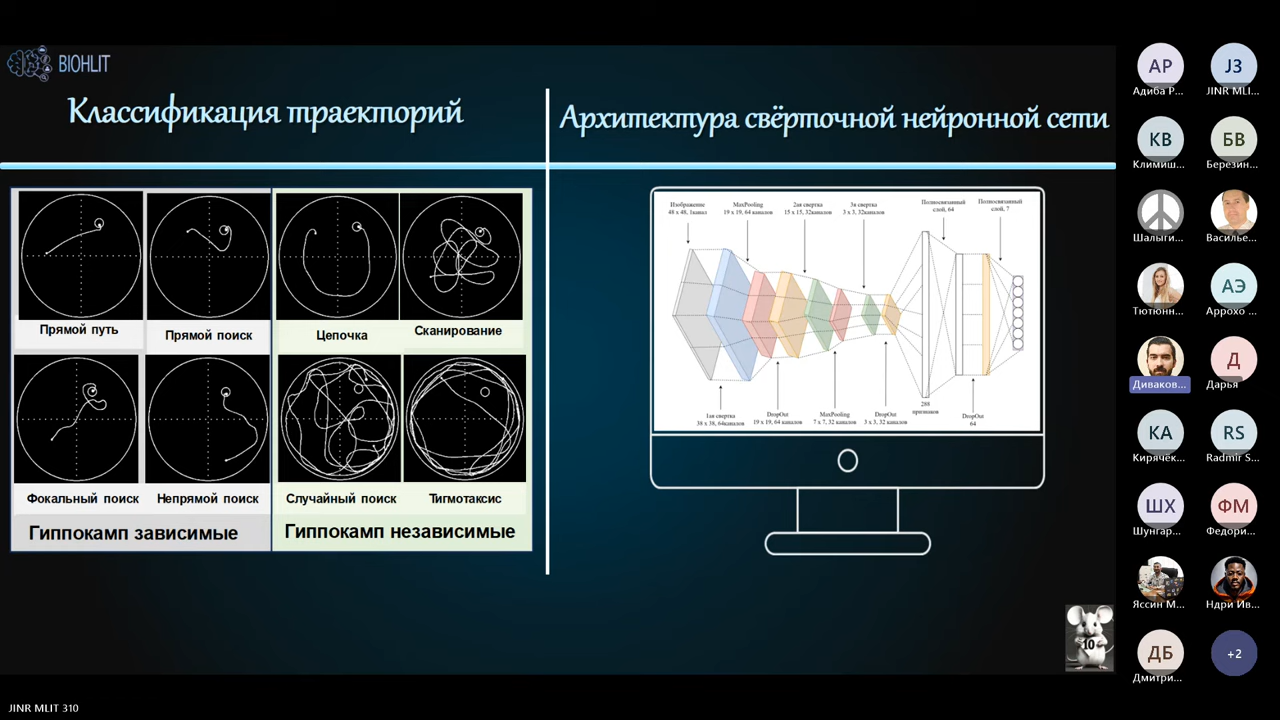 BIOHLIT
Классификация траекторий
Архитектура свёрточной нейронной сети
Прямой путь
Прямой поиск
Цепочка
Сканирование
Фокальный поиск
Непрямой поиск
Случайный поиск
Тигмотаксис
Гиппокамп зависимые
Гиппокамп независимые
Изображение
48 x 48, 1канал
MaxPooling
19 x 19, 64 каналов
2ая свертка
15 x 15, 32каналов
3я свертка
3 x 3, 32каналов
Полносвязанный
слой, 64
Полносвязанный
слой, 7
1ая свертка
38 x 38, 64каналов
DropOut
19 x 19, 64 каналов
MaxPooling
7 x 7, 32 каналов
DropOut
3 x 3, 32 каналов
288
признаков
DropOut
64
10
АР
Адиба Р...
JЗ
JINR MLI...
КВ
Климиш...
БВ
Березин...
Шалыги...
Василье...
Тютюнн...
АЭ
Аррохо ...
Диваков...
Д
Дарья
КА
Кирячек...
RS
Radmir S...
ШХ
Шунгар...
ФМ
Федори...
Яссин М...
Ндри Ив...
ДБ
Дмитри...
+2
JINR MLIT 310